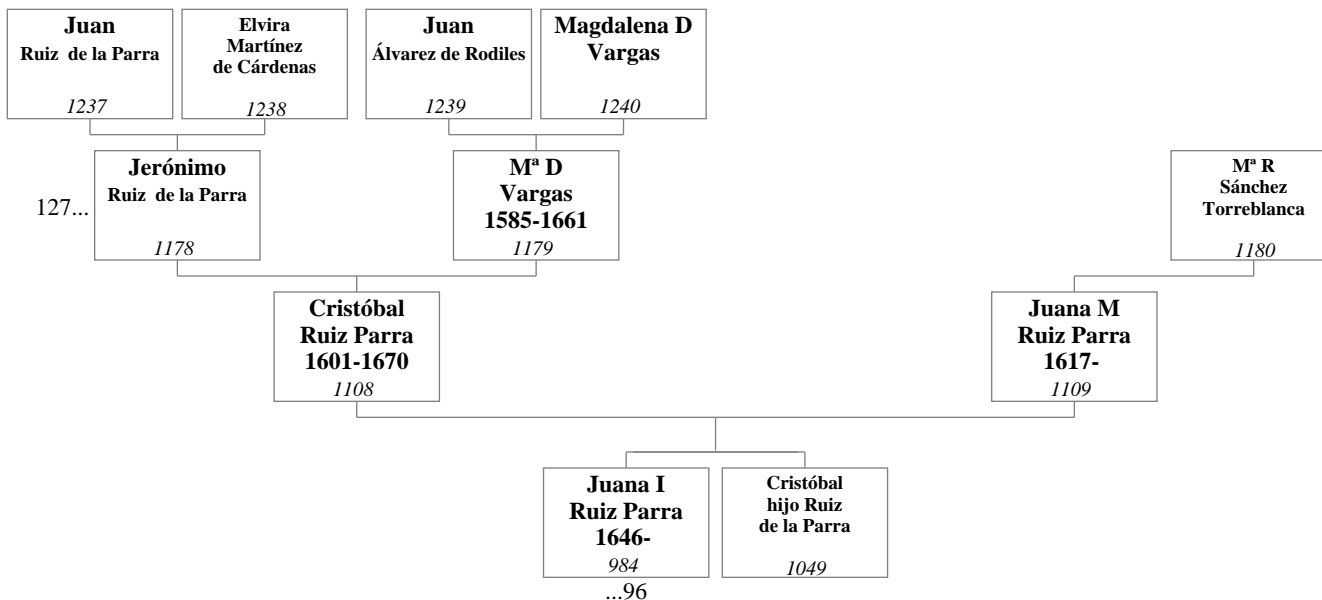 Juan
Ruiz de la Parra
1237
Elvira
Martínez
de Cárdenas
1238
Juan
Álvarez de Rodiles
1239
Magdalena D
Vargas
1240
127...
Jerónimo
Ruiz de la Parra
1178
Mª D
Vargas
1585-1661
1179
Mª R
Sánchez
Torreblanca
1180
Cristóbal
Ruiz Parra
1601-1670
1108
Juana M
Ruiz Parra
1617-
1109
Juana I
Ruiz Parra
1646-
984
...96
Cristóbal
hijo Ruiz
de la Parra
1049